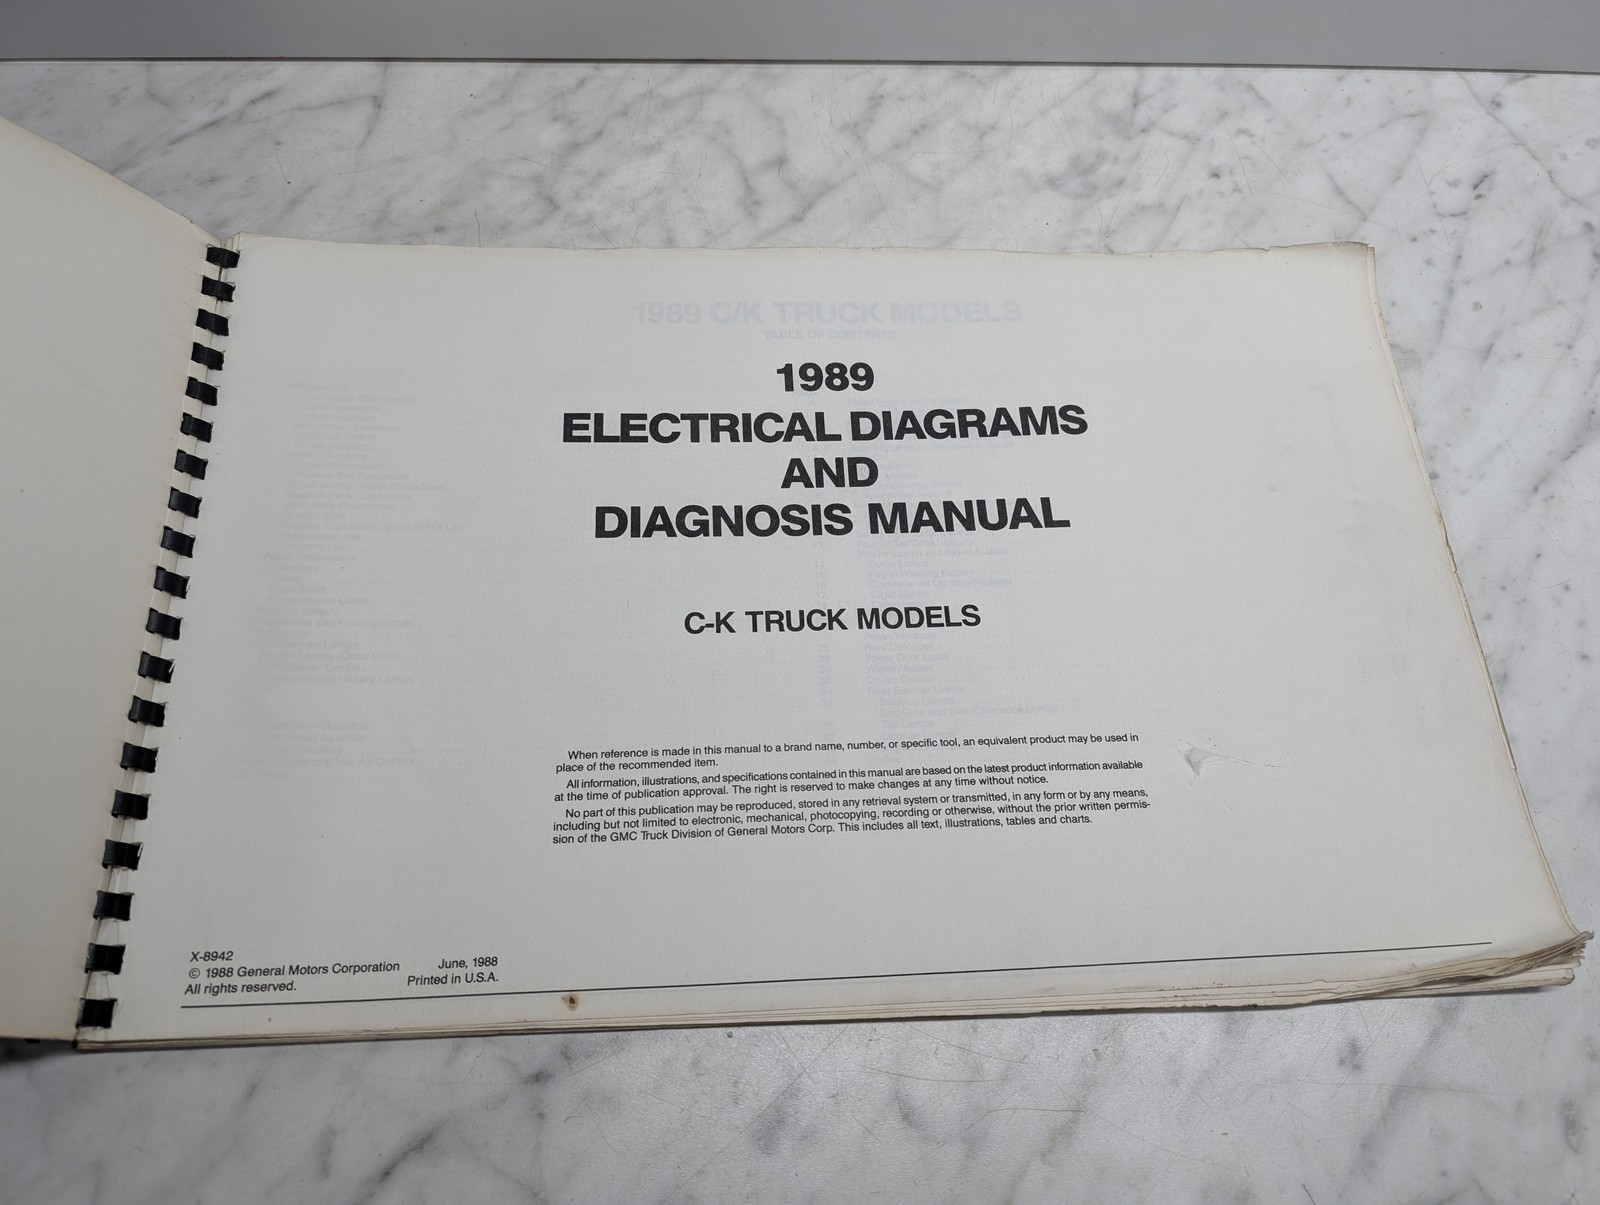 1989 C/K TRUCK MODELS
TABLE OF CONTENTS
1989
ELECTRICAL DIAGRAMS
AND
DIAGNOSIS MANUAL
C-K TRUCK MODELS
When reference is made in this manual to a brand name, number, or specific tool, an equivalent product may be used in
place of the recommended item.
All information, illustrations, and specifications contained in this manual are based on the latest product information available
at the time of publication approval. The right is reserved to make changes at any time without notice.
No part of this publication may be reproduced, stored in any retrieval system or transmitted, in any form or by any means,
including but not limited to electronic, mechanical, photocopying, recording or otherwise, without the prior written permis-
sion of the GMC Truck Division of General Motors Corp. This includes all text, illustrations, tables and charts.
X-8942
© 1988 General Motors Corporation
All rights reserved.
June, 1988
Printed in U.S.A.